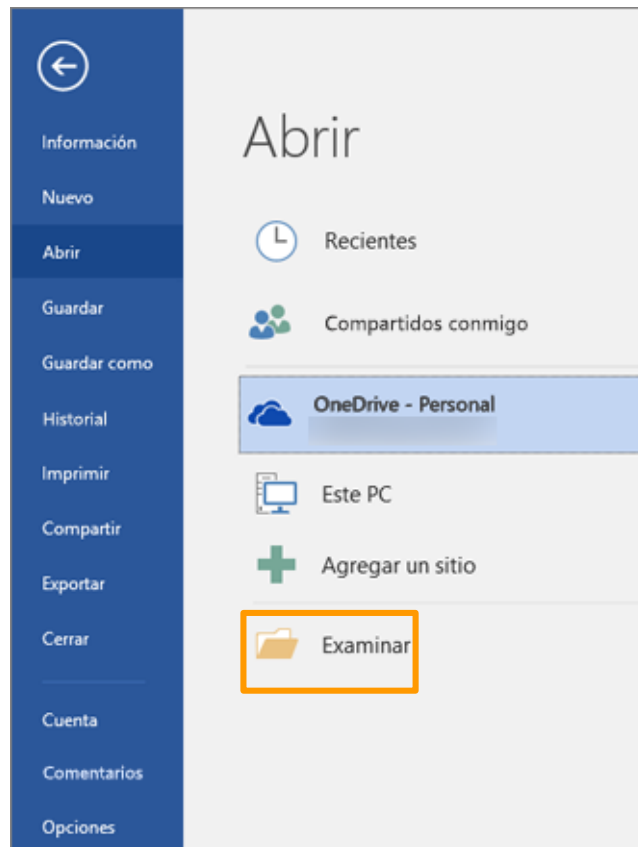 Información
Nuevo
Abrir
Guardar
Guardar como
Historial
Imprimir
Compartir
Exportar
Cerrar
Cuenta
Comentarios
Opciones
Abrir
Recientes
Compartidos conmigo
OneDrive - Personal
Este PC
Agregar un sitio
Examinar